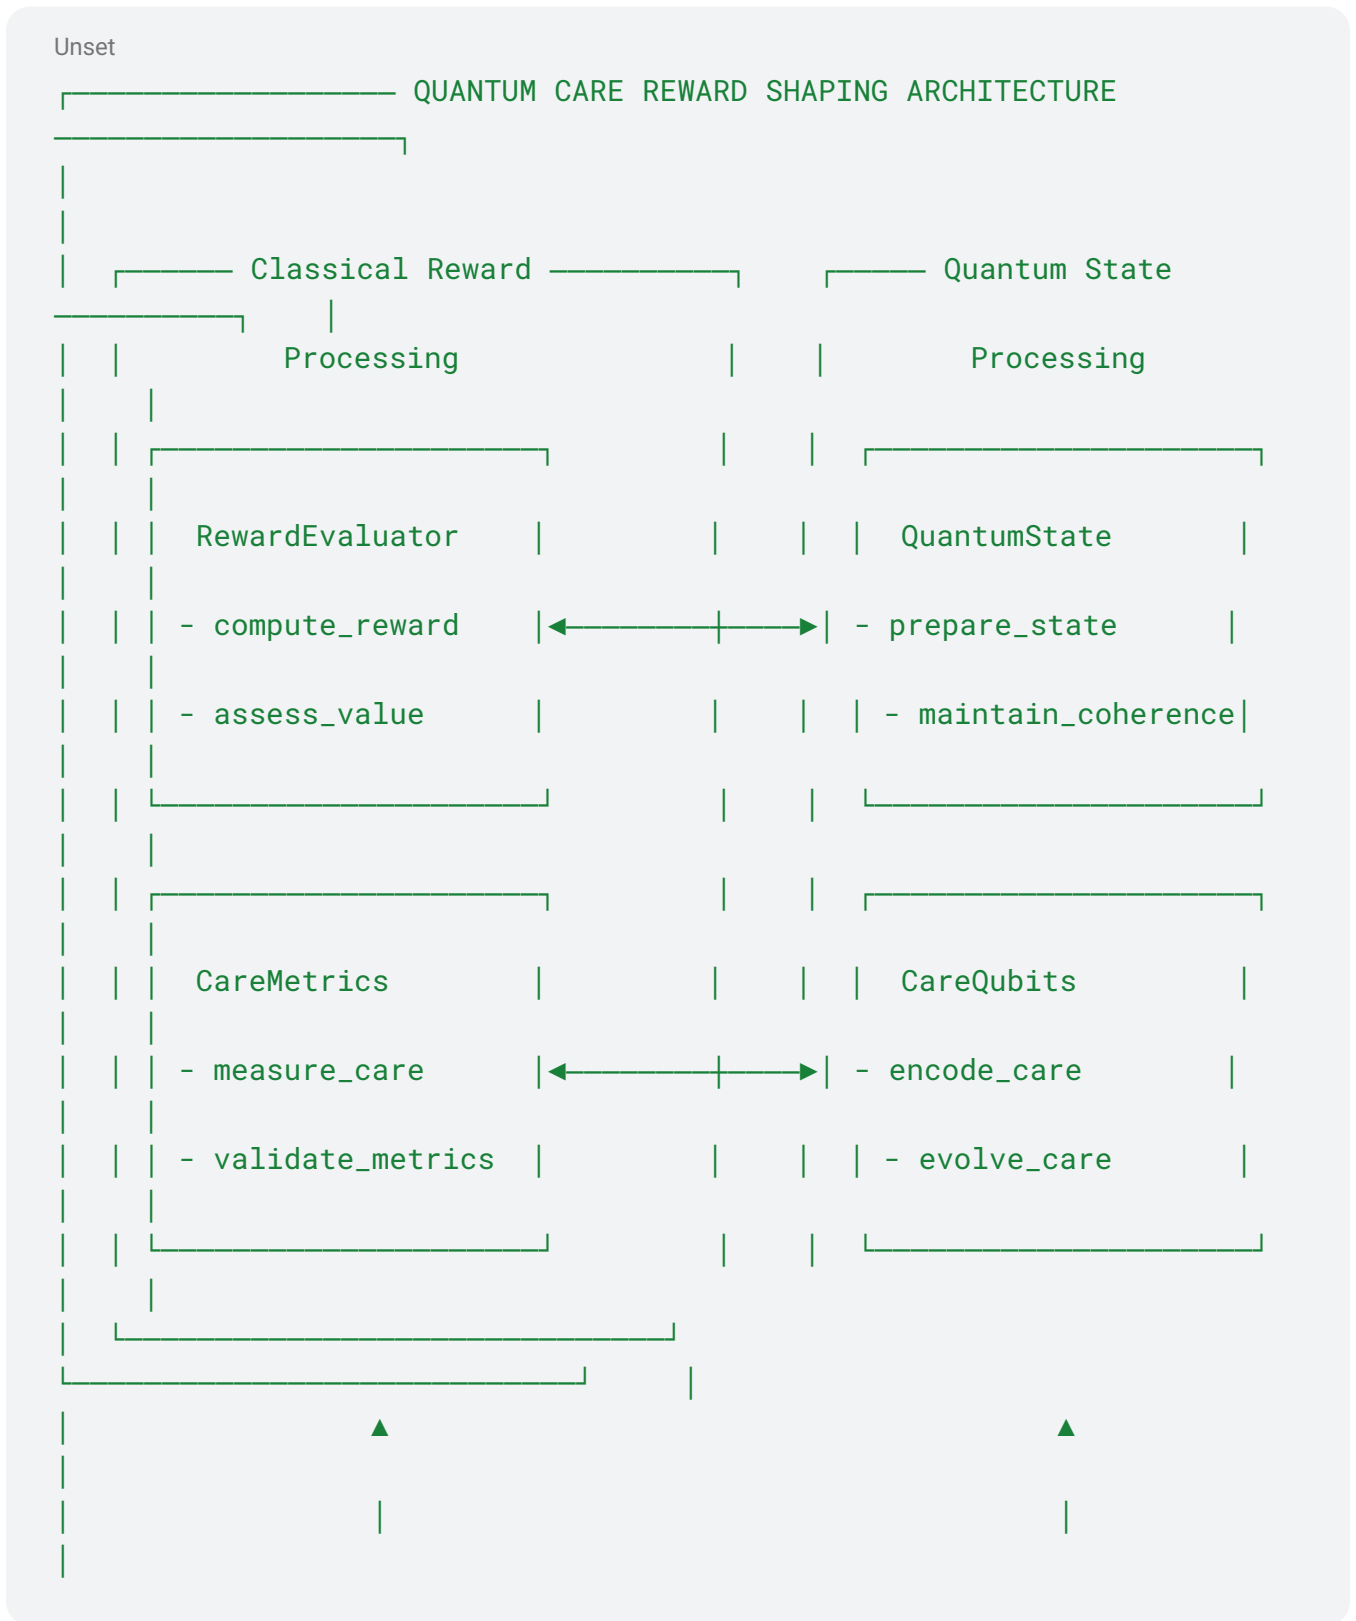 Unset
┌────────────────── QUANTUM CARE REWARD SHAPING ARCHITECTURE
───────────────────┐
│
│
│  ┌────── Classical Reward ──────────┐    ┌───── Quantum State
──────────┐    │
│  │         Processing               │    │        Processing
│    │
│  │ ┌─────────────────────┐         │    │  ┌─────────────────────┐
│    │
│  │ │  RewardEvaluator    │         │    │  │  QuantumState       │
│    │
│  │ │ - compute_reward    │◄────────┼────►│ - prepare_state      │
│    │
│  │ │ - assess_value      │         │    │  │ - maintain_coherence│
│    │
│  │ └─────────────────────┘         │    │  └─────────────────────┘
│    │
│  │ ┌─────────────────────┐         │    │  ┌─────────────────────┐
│    │
│  │ │  CareMetrics        │         │    │  │  CareQubits         │
│    │
│  │ │ - measure_care      │◄────────┼────►│ - encode_care        │
│    │
│  │ │ - validate_metrics  │         │    │  │ - evolve_care       │
│    │
│  │ └─────────────────────┘         │    │  └─────────────────────┘
│    │
│  └──────────────────────────────┘
└────────────────────────────┘     │
│                 ▲                                      ▲
│
│                 │                                      │
│